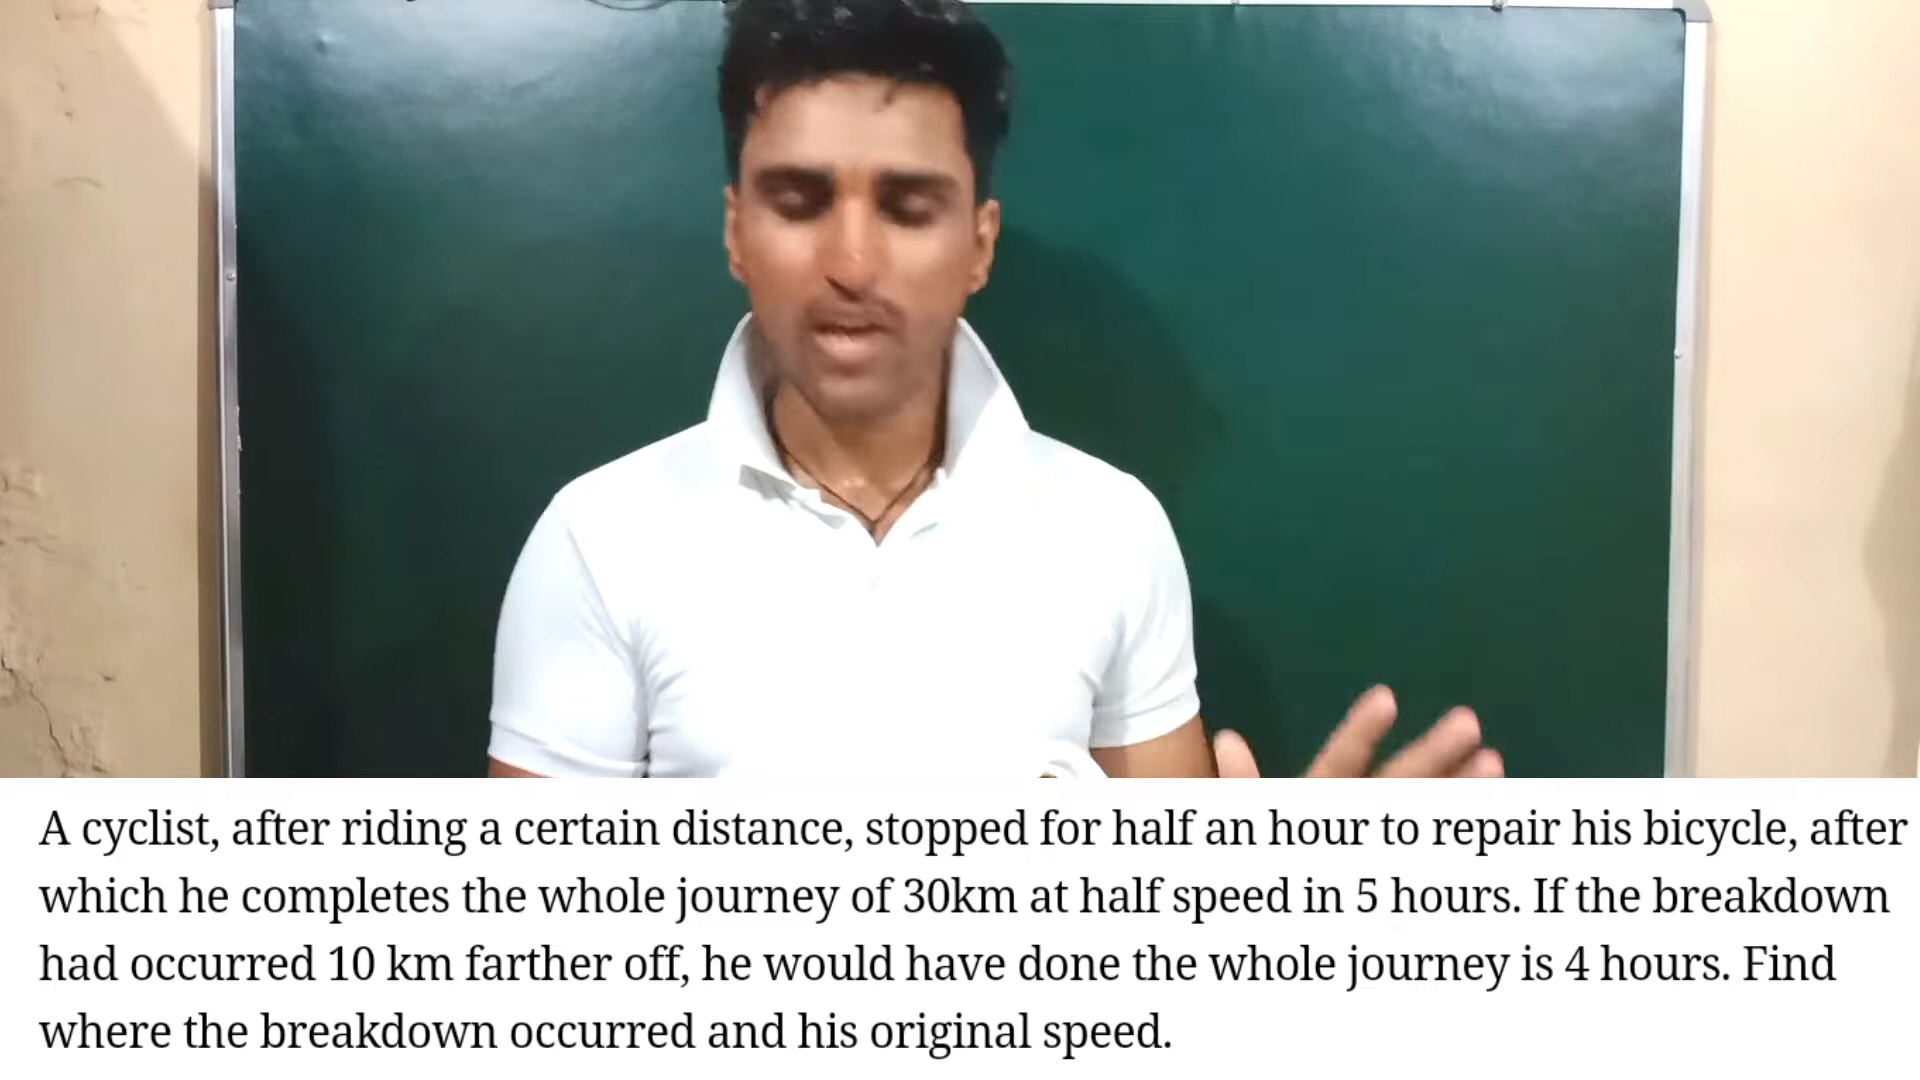 A cyclist, after riding a certain distance, stopped for half an hour to repair his bicycle, after
which he completes the whole journey of 30km at half speed in 5 hours. If the breakdown
had occurred 10 km farther off, he would have done the whole journey is 4 hours. Find
where the breakdown occurred and his original speed.